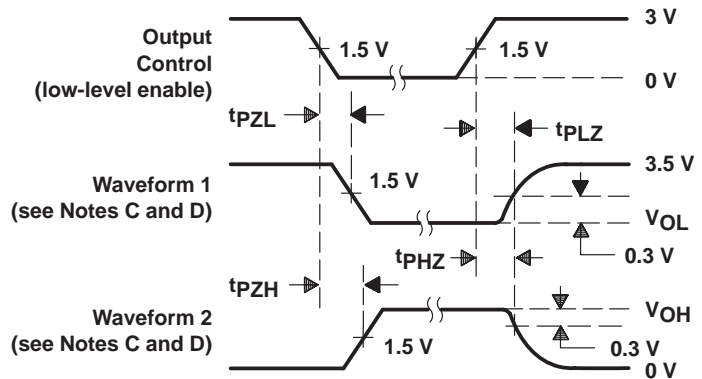 3 V
Output
Control
(low-level enable)
1.5 V
1.5 V
0 V
tPZL
tPLZ
3.5 V
Waveform 1
(see Notes C and D)
1.5 V
VOL
0.3 V
tPHZ
tPZH
VOH
Waveform 2
(see Notes C and D)
1.5 V
0.3 V
0 V